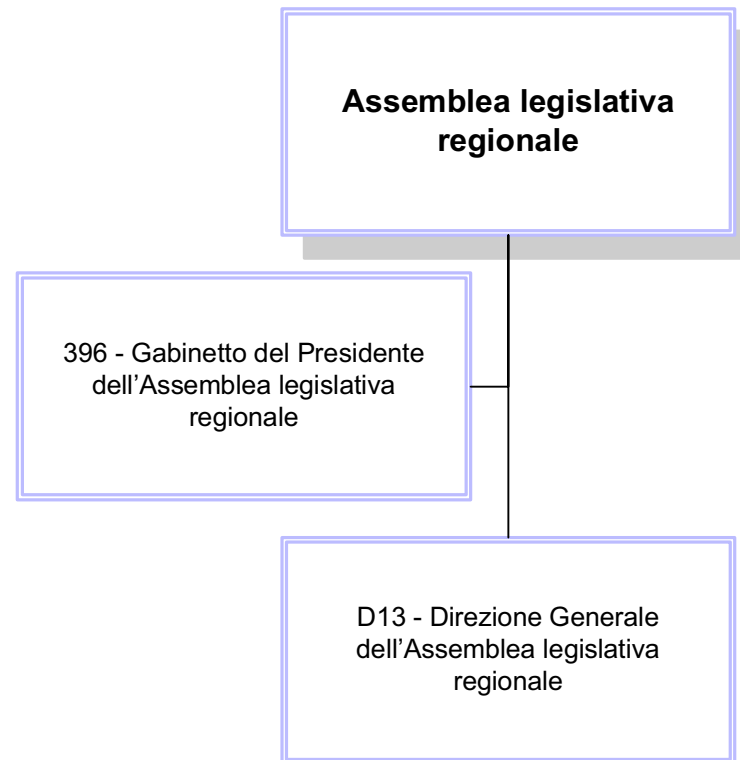 Assemblea legislativa
regionale
396 - Gabinetto del Presidente
dell’Assemblea legislativa
regionale
D13 - Direzione Generale
dell’Assemblea legislativa
regionale